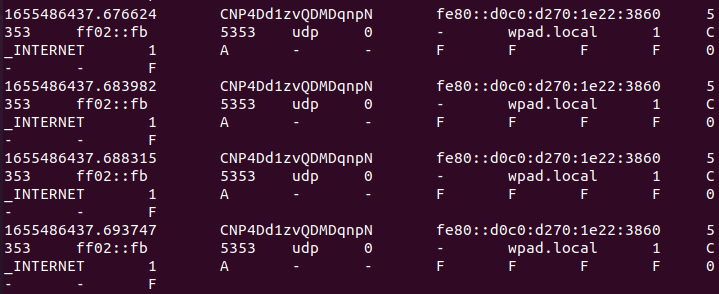 1655486437.676624 CNP4Dd1zvQDMDqnpN fe80::d0c0:d270:1e22:3860 5
353 ff02::fb 5353 udp 0 - wpad.local 1 C
_INTERNET 1 A - - F F F F 0
- - F
1655486437.683982 CNP4Dd1zvQDMDqnpN fe80::d0c0:d270:1e22:3860 5
353 ff02::fb 5353 udp 0 - wpad.local 1 C
_INTERNET 1 A - - F F F F 0
- - F
1655486437.688315 CNP4Dd1zvQDMDqnpN fe80::d0c0:d270:1e22:3860 5
353 ff02::fb 5353 udp 0 - wpad.local 1 C
_INTERNET 1 A - - F F F F 0
- - F
1655486437.693747 CNP4Dd1zvQDMDqnpN fe80::d0c0:d270:1e22:3860 5
353 ff02::fb 5353 udp 0 - wpad.local 1 C
_INTERNET 1 A - - F F F F 0
- - F